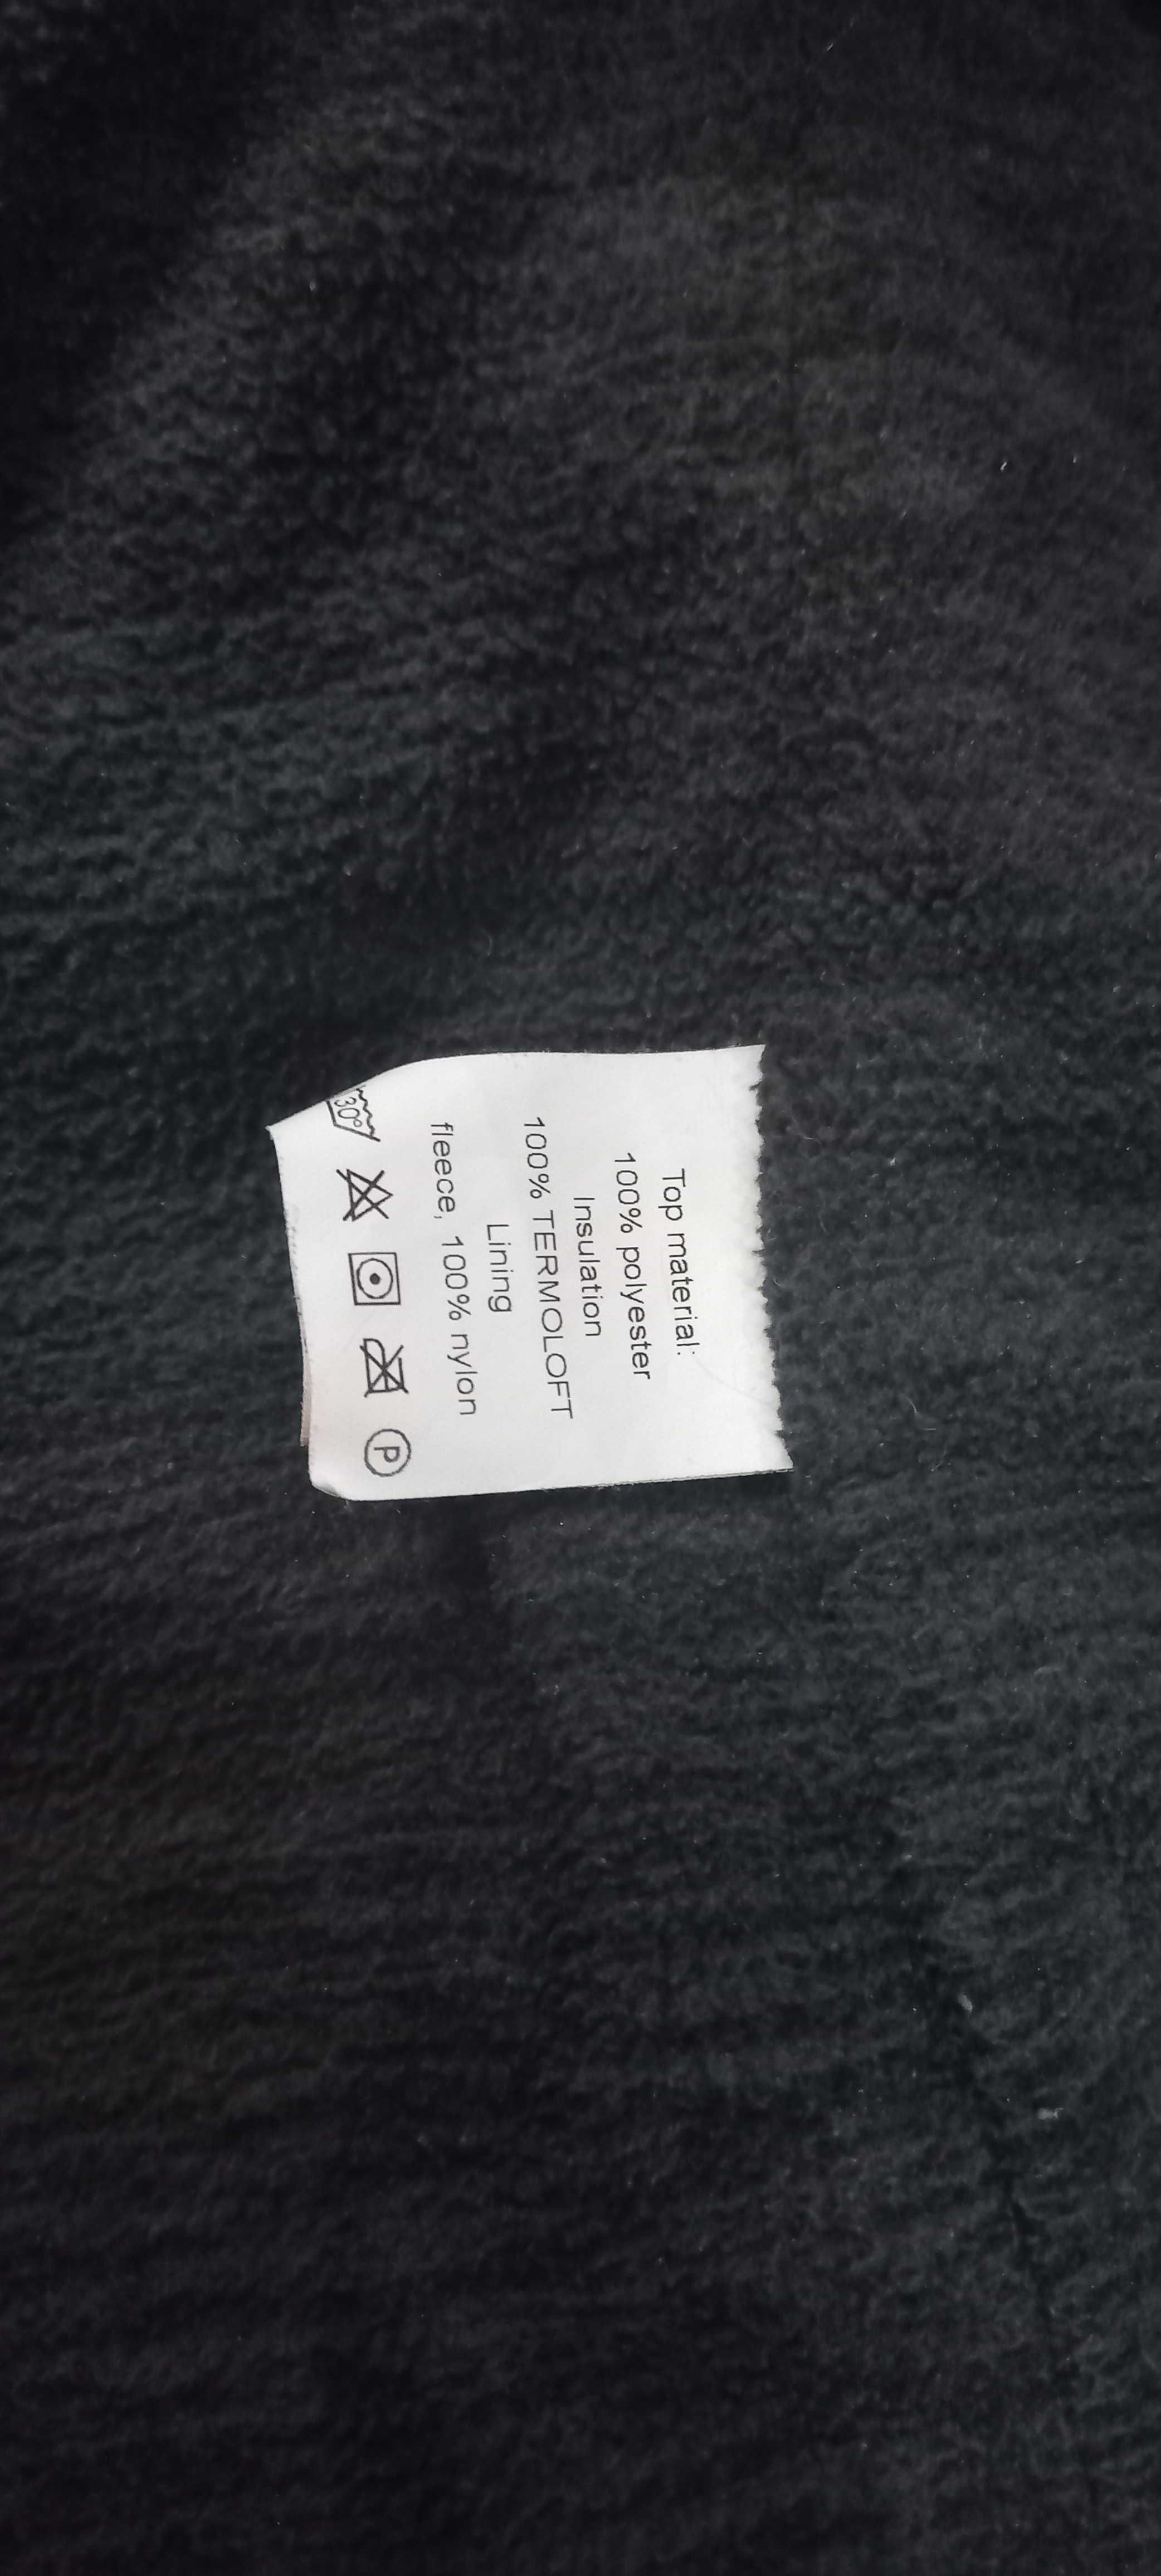 Top material:
100% polyester
Insulation
100% TERMOLOFT
Lining
fleece, 100% nylon
30° P